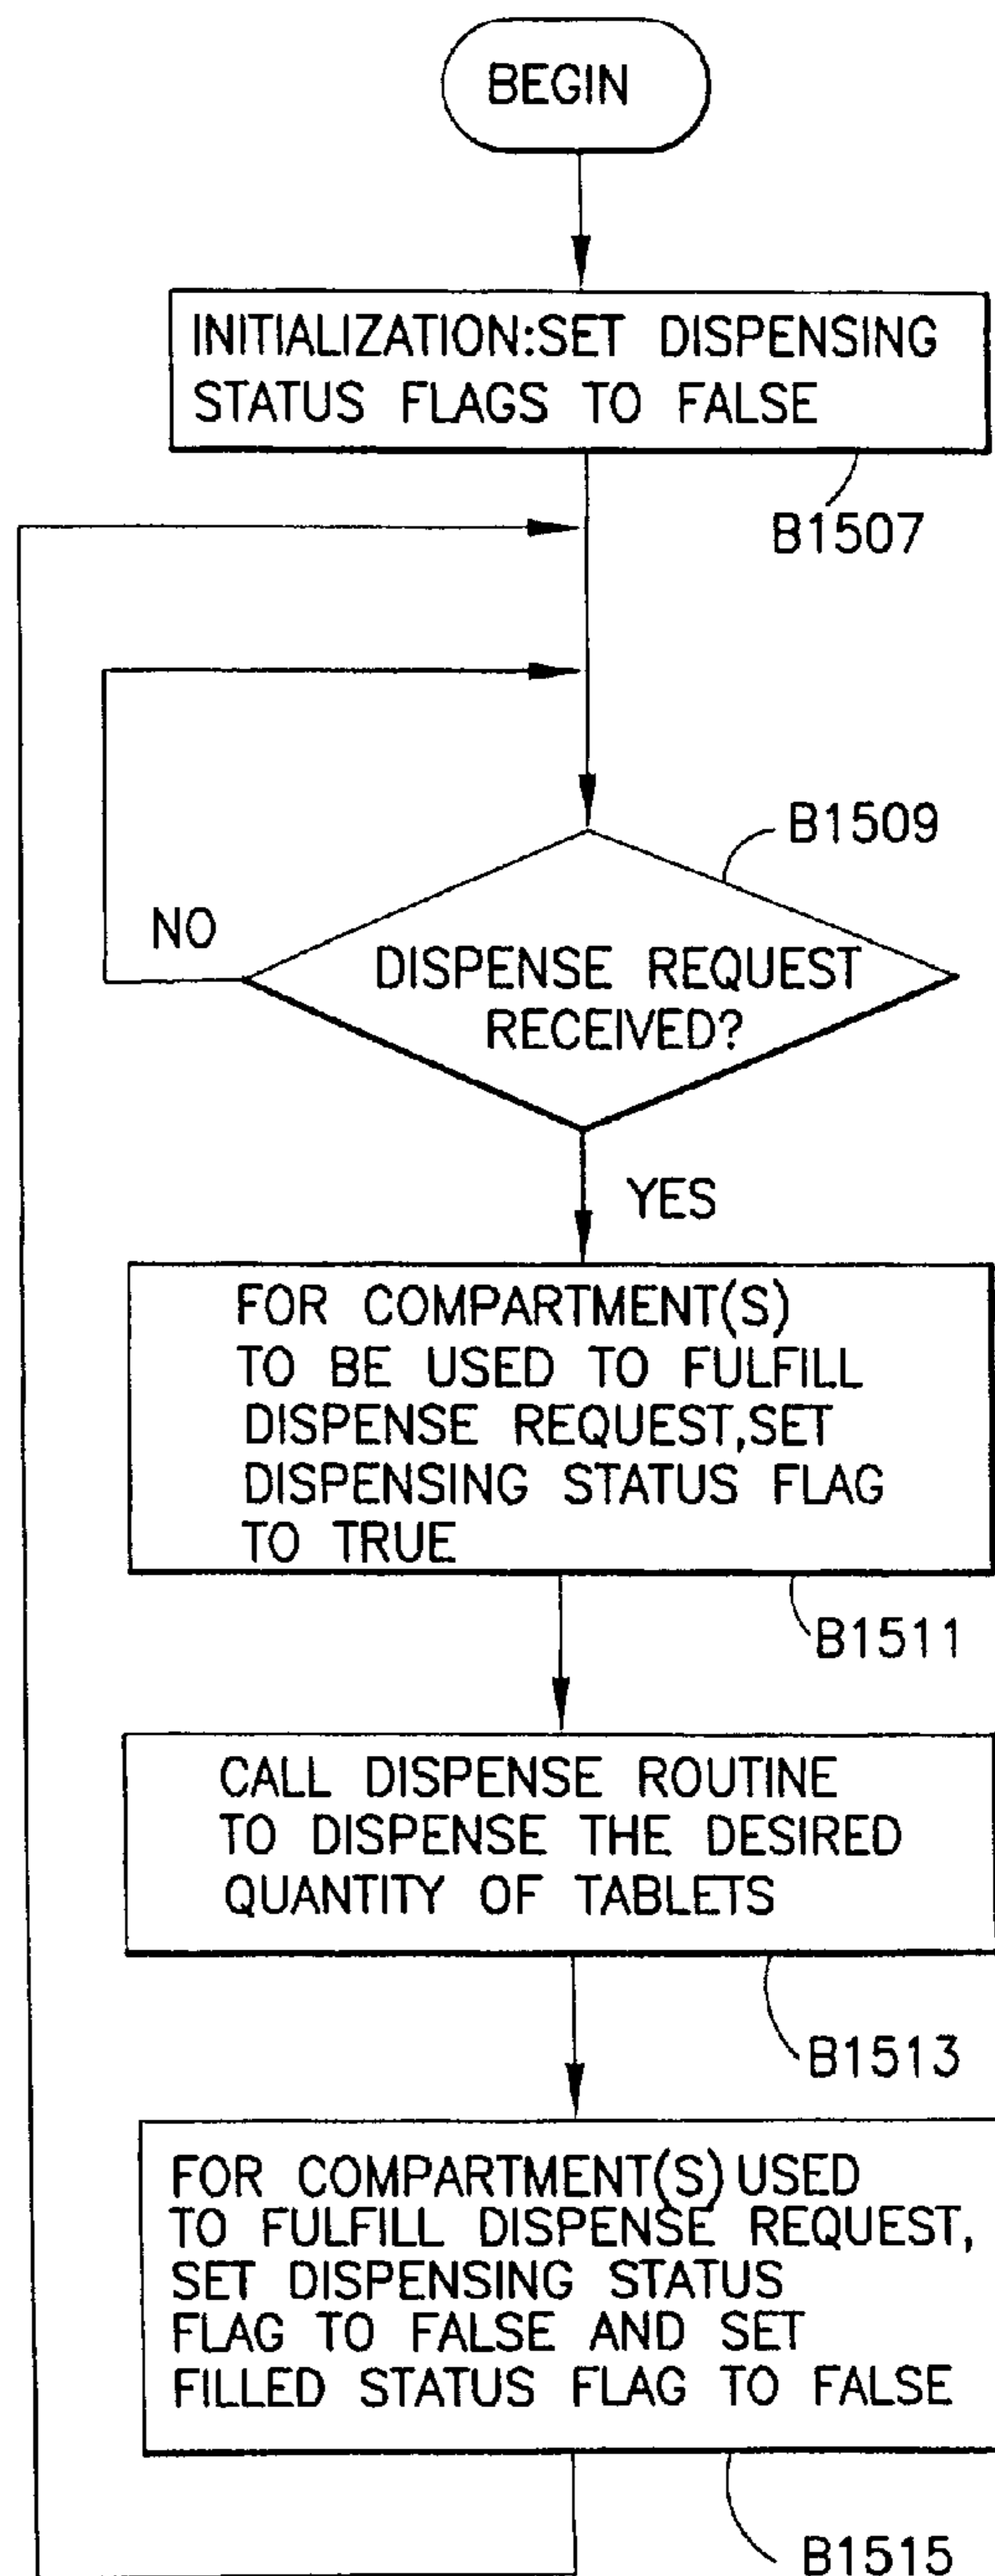 BEGIN
INITIALIZATION:SET DISPENSING
STATUS FLAGS TO FALSE
B1507
B1509
NO
DISPENSE REQUEST
RECEIVED?
YES
FOR COMPARTMENT(S)
TO BE USED TO FULFILL
DISPENSE REQUEST,SET
DISPENSING STATUS FLAG
TO TRUE
B1511
CALL DISPENSE ROUTINE
TO DISPENSE THE DESIRED
QUANTITY OF TABLETS
B1513
FOR COMPARTMENT(S) USED
TO FULFILL DISPENSE REQUEST,
SET DISPENSING STATUS
FLAG TO FALSE AND SET
FILLED STATUS FLAG TO FALSE
B1515